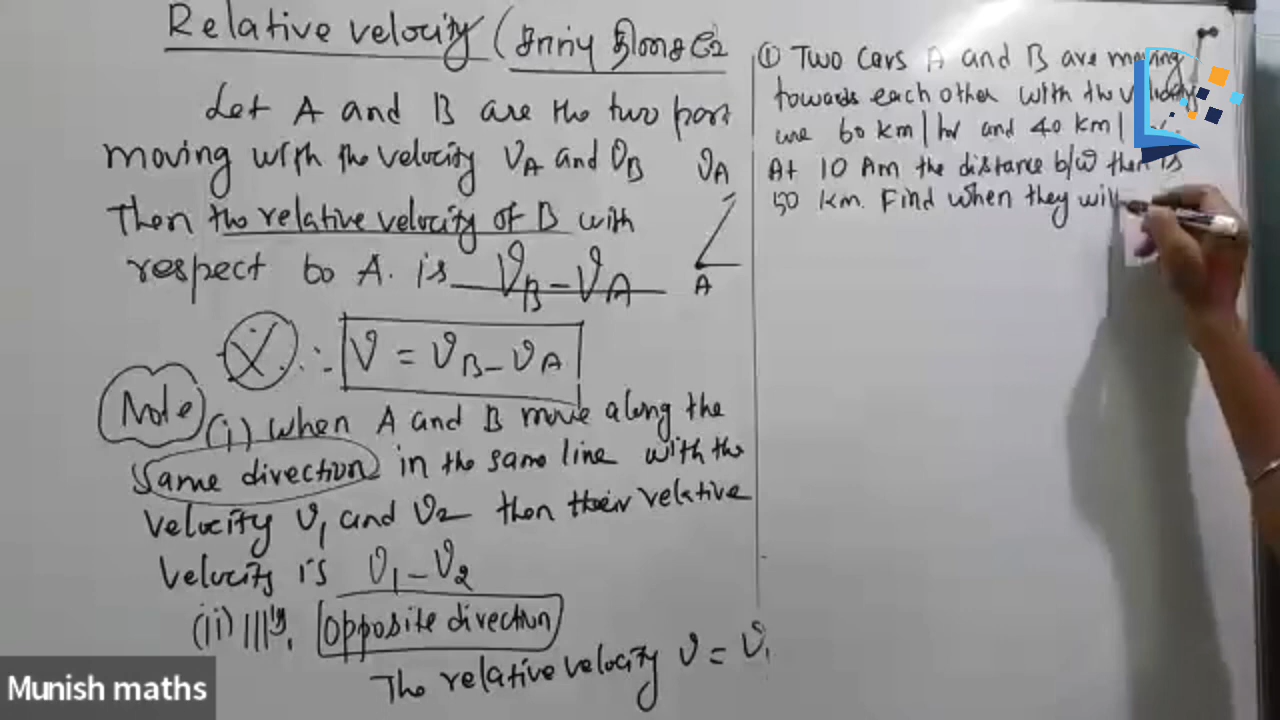 Relative velocity (
Let A and B are the two part
moving with the velocity VA and VB
Then the relative velocity of B with
respect to A. is VB - VA
∴ V = VB - VA
Note (i) when A and B move along the
same direction in the same line with the
velocity V1 and V2 then their relative
velocity is V1 - V2
(ii) |||ly, opposite direction
The relative velocity V = V1
VA
A
① Two Cars A and B are moving
towards each other with the velocity
are 60 km/hr and 40 km/
At 10 Am the distance b/w them is
50 km. Find when they will
Munish maths